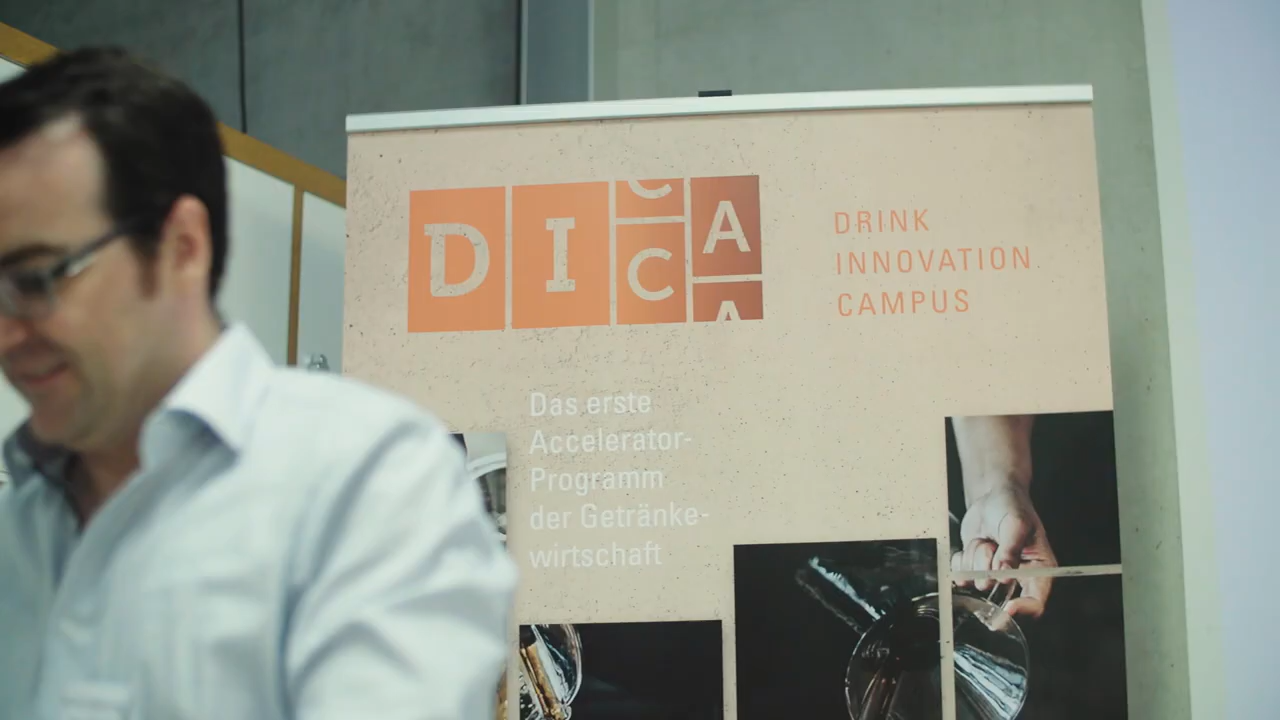 DICA
DRINK
INNOVATION
CAMPUS
Das erste
Accelerator-
Programm
der Getränke-
wirtschaft